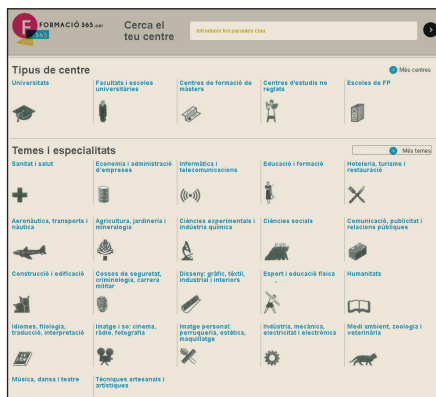 F
365
FORMACIÓ 365.cat
Cerca el
teu centre
Introduïu les paraules clau
Tipus de centre
Més centres
Universitats
Facultats i escoles
universitàries
Centres de formació de
màsters
Centres d'estudis no
reglats
Escoles de FP
Temes i especialitats
Més temes
Sanitat i salut
Economia i administració
d'empreses
Informàtica i
telecomunicacions
Educació i formació
Hoteleria, turisme i
restauració
Aeronàutica, transports i
nàutica
Agricultura, jardineria i
mineralogia
Ciències experimentals i
indústria química
Ciències socials
Comunicació, publicitat i
relacions públiques
Construcció i edificació
Cossos de seguretat,
criminologia, carrera
militar
Disseny: gràfic, tèxtil,
industrial i interiors
Esport i educació física
Humanitats
Idiomes, filologia,
traducció, interpretació
Imatge i so: cinema,
ràdio, fotografia
Imatge personal:
perruqueria, estètica,
maquillatge
Indústria, mecànica,
electricitat i electrònica
Medi ambient, zoologia i
veterinària
Música, dansa i teatre
Tècniques artesanals i
artístiques